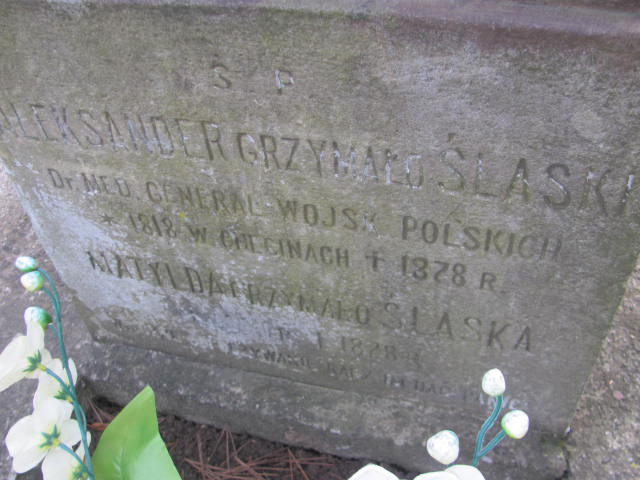 Ś P
ALEKSANDER GRZYMAŁO ŚLASKI
Dr MED. GENERAŁ WOJSK POLSKICH
* 1818 W CHĘCINACH † 1878 R.
MATYLDA GRZYMAŁO ŚLASKA